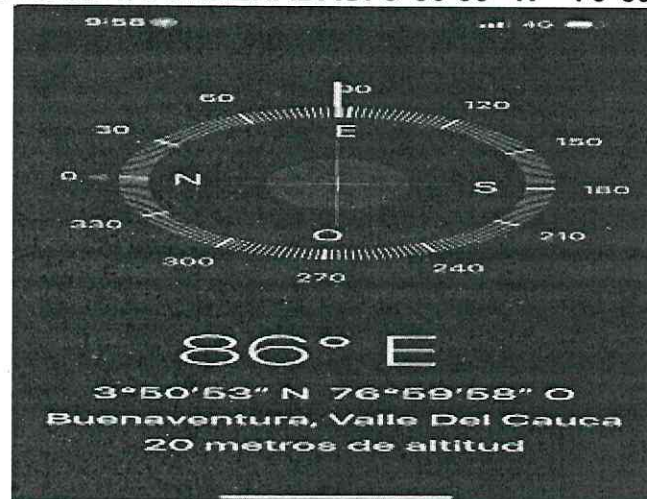 9:58 4G
60 90 120
30 E 150
0 N S 180
330 O 210
300 270 240
86° E
3°50'53" N 76°59'58" O
Buenaventura, Valle Del Cauca
20 metros de altitud